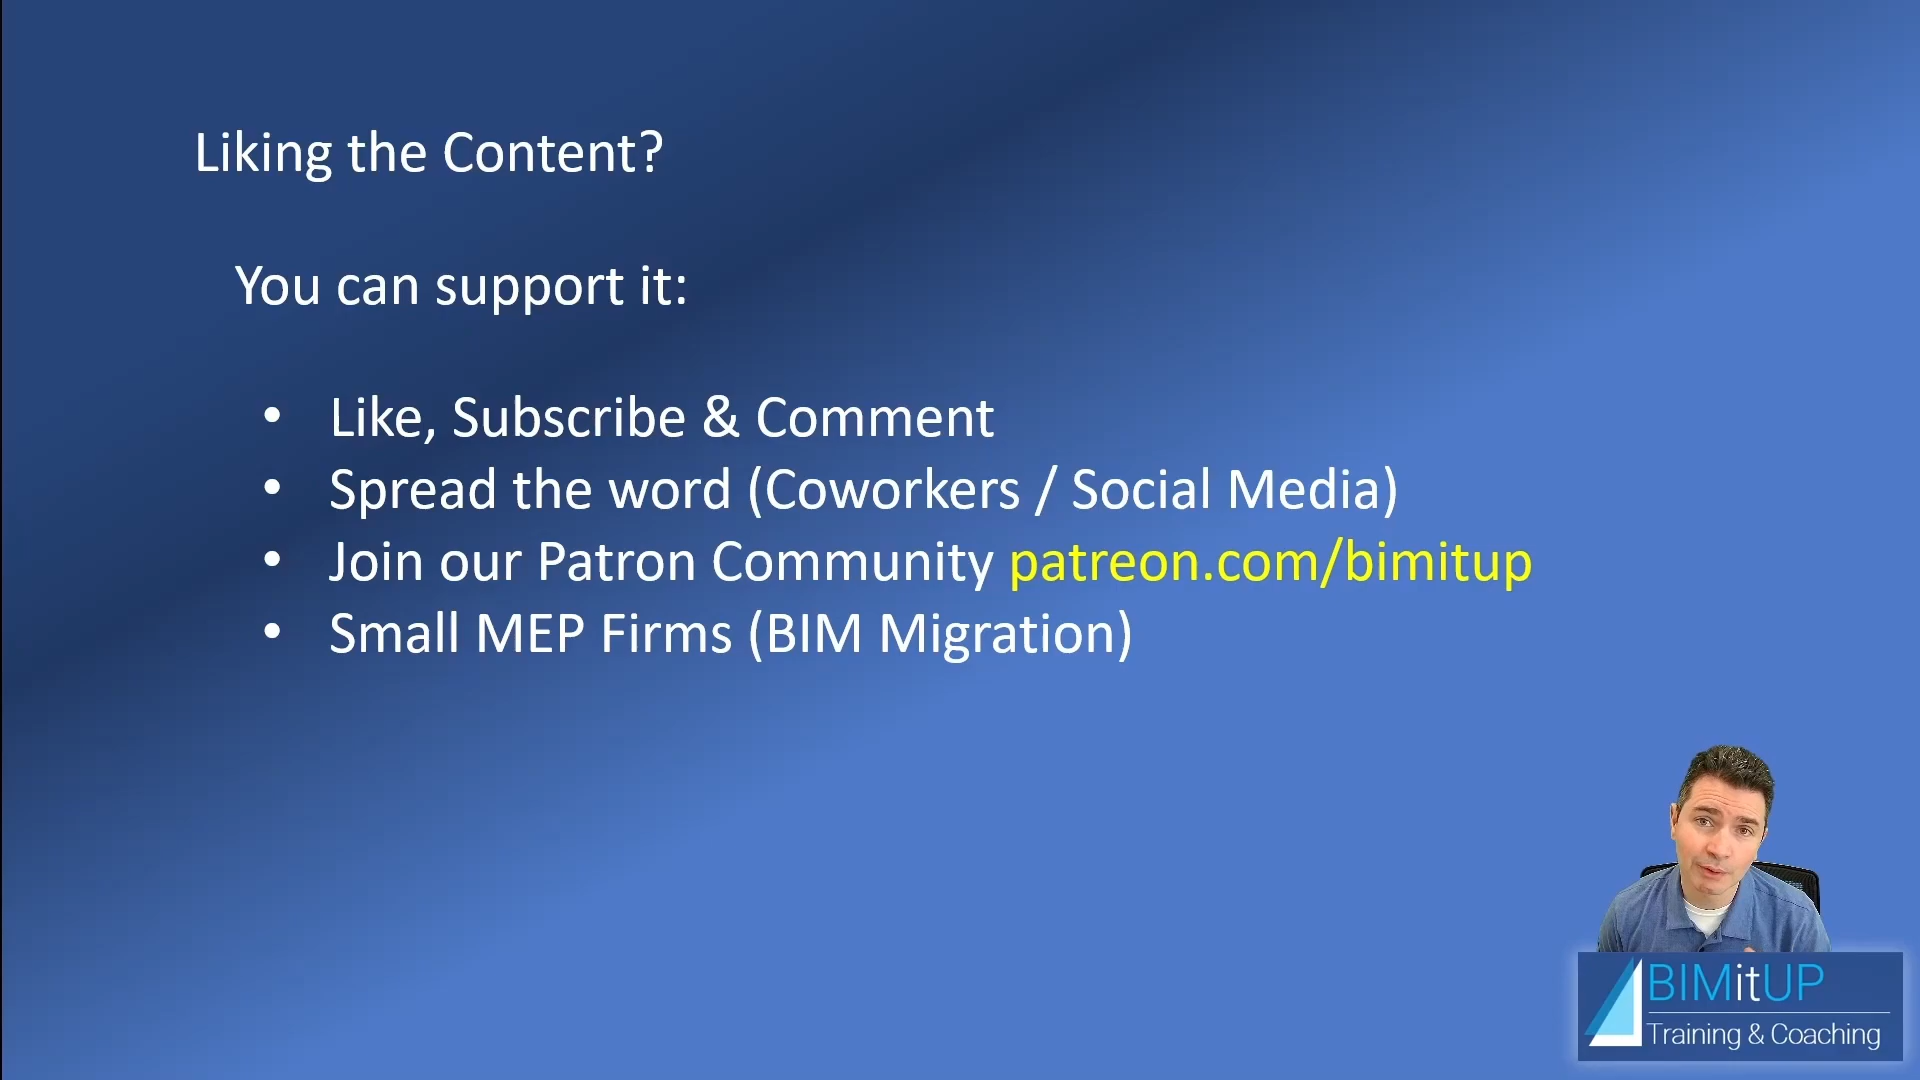 Liking the Content?
You can support it:
• Like, Subscribe & Comment
• Spread the word (Coworkers / Social Media)
• Join our Patron Community patreon.com/bimitup
• Small MEP Firms (BIM Migration)
BIMitUP
Training & Coaching